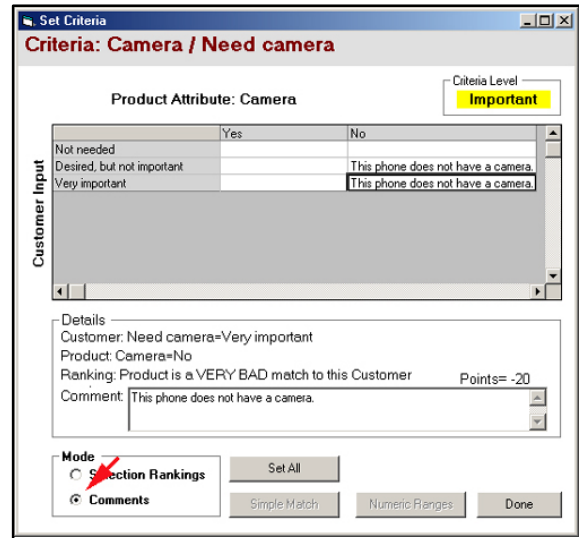 Set Criteria
Criteria: Camera / Need camera
Criteria Level
Product Attribute: Camera
Important
Yes No
Not needed
Desired, but not important This phone does not have a camera.
Very important This phone does not have a camera.
Customer Input
Details
Customer: Need camera=Very important
Product: Camera=No
Ranking: Product is a VERY BAD match to this Customer
Points= -20
Comment: This phone does not have a camera.
Mode
Selection Rankings
Set All
Comments
Simple Match Numeric Ranges Done